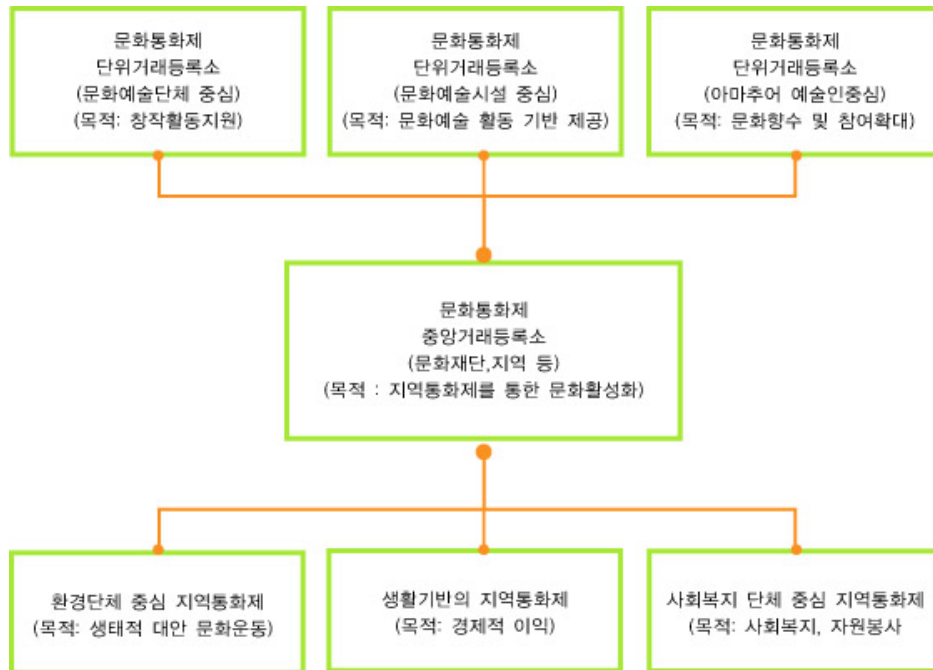 문화통화제
단위거래등록소
(문화예술단체 중심)
(목적: 창작활동지원)
문화통화제
단위거래등록소
(문화예술시설 중심)
(목적: 문화예술 활동 기반 제공)
문화통화제
단위거래등록소
(아마추어 예술인중심)
(목적: 문화향수 및 참여확대)
문화통화제
중앙거래등록소
(문화재단,지역 등)
(목적 : 지역통화제를 통한 문화활성화)
환경단체 중심 지역통화제
(목적: 생태적 대안 문화운동)
생활기반의 지역통화제
(목적: 경제적 이익)
사회복지 단체 중심 지역통화제
(목적: 사회복지, 자원봉사